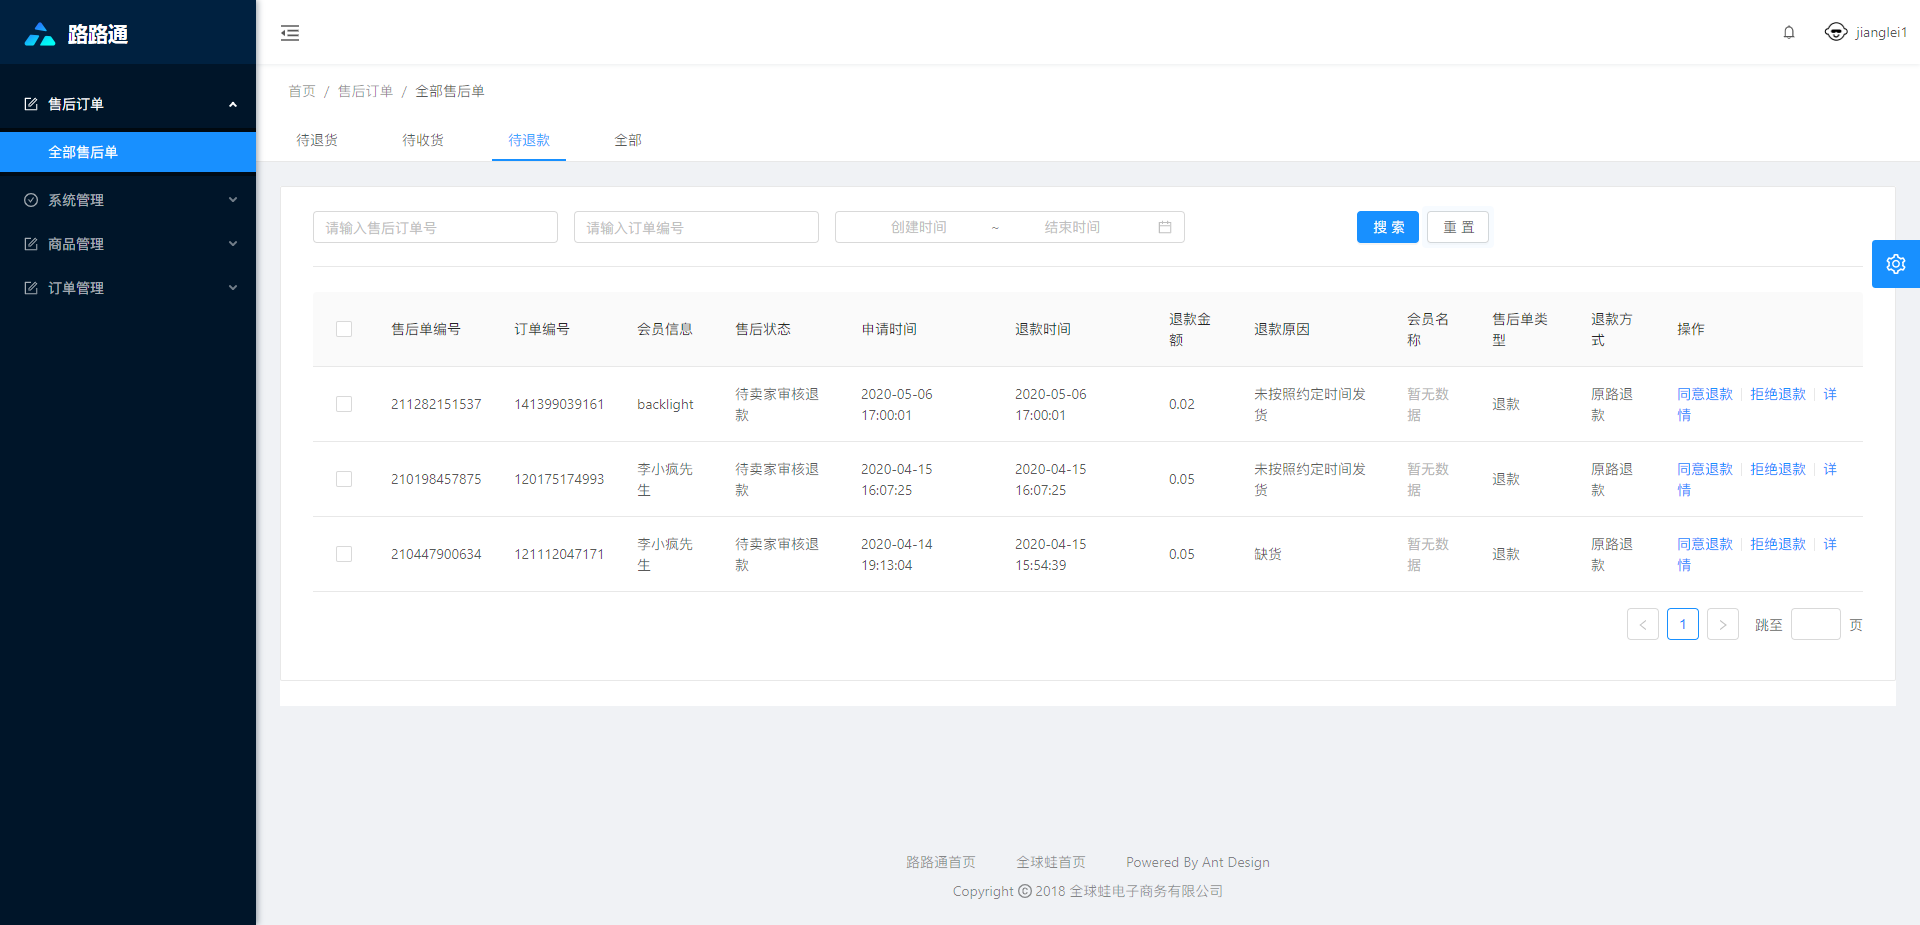 路路通
jianglei1
售后订单
全部售后单
系统管理
商品管理
订单管理
首页 / 售后订单 / 全部售后单
待退货 待收货 待退款 全部
请输入售后订单号 请输入订单编号 创建时间 ~ 结束时间 搜 索 重 置
售后单编号 订单编号 会员信息 售后状态 申请时间 退款时间 退款金额 退款原因 会员名称 售后单类型 退款方式 操作
211282151537 141399039161 backlight 待卖家审核退款 2020-05-06 17:00:01 2020-05-06 17:00:01 0.02 未按照约定时间发货 暂无数据 退款 原路退款 同意退款 拒绝退款 详情
210198457875 120175174993 李小疯先生 待卖家审核退款 2020-04-15 16:07:25 2020-04-15 16:07:25 0.05 未按照约定时间发货 暂无数据 退款 原路退款 同意退款 拒绝退款 详情
210447900634 121112047171 李小疯先生 待卖家审核退款 2020-04-14 19:13:04 2020-04-15 15:54:39 0.05 缺货 暂无数据 退款 原路退款 同意退款 拒绝退款 详情
< 1 > 跳至 页
路路通首页 全球蛙首页 Powered By Ant Design
Copyright © 2018 全球蛙电子商务有限公司